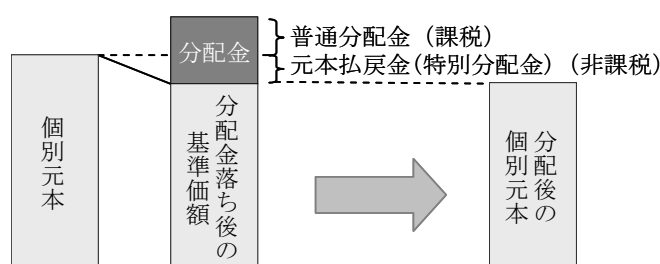 普通分配金（課税）
元本払戻金（特別分配金）（非課税）
分配金
個別元本
分配金落ち後の
基準価額
分配後の
個別元本